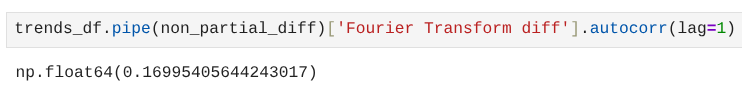 trends_df.pipe(non_partial_diff)['Fourier Transform diff'].autocorr(lag=1)
np.float64(0.16995405644243017)